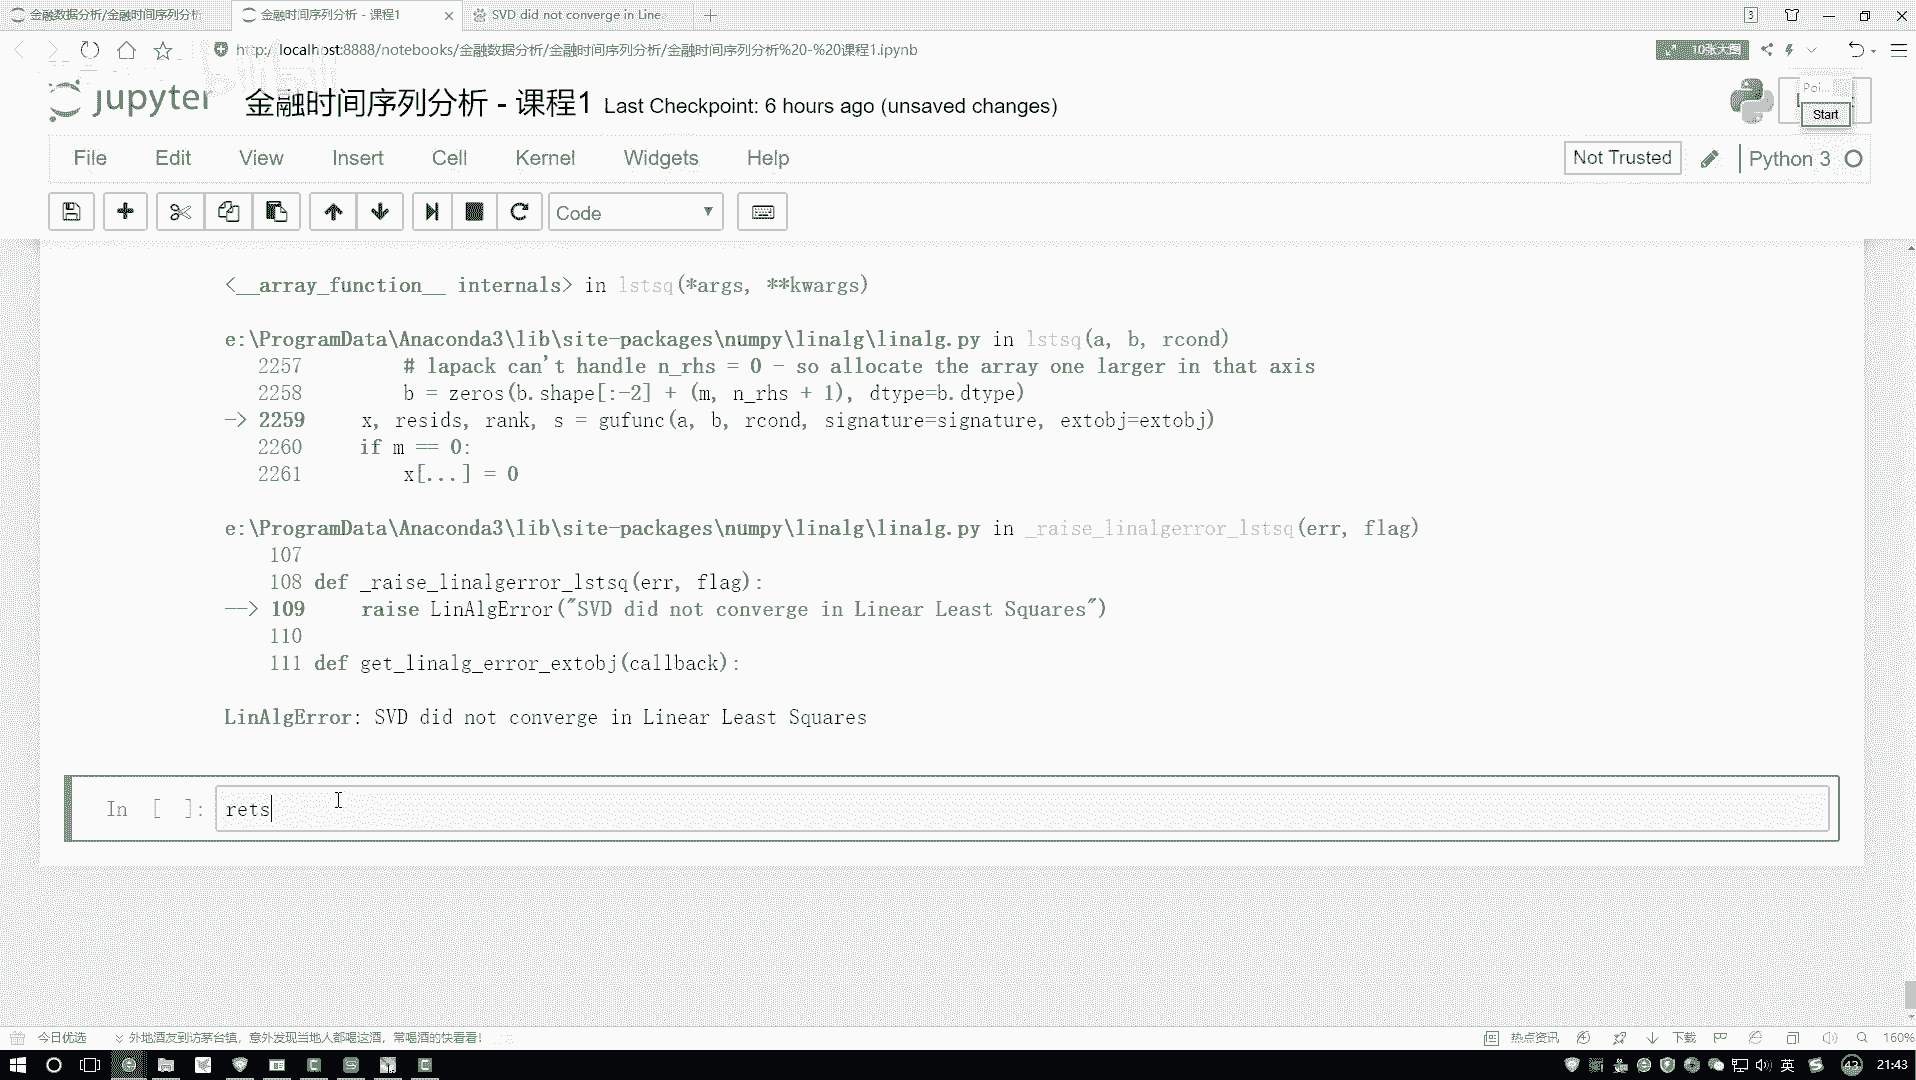 金融数据分析/金融时间序列分析
金融时间序列分析 - 课程1
SVD did not converge in Line
http://localhost:8888/notebooks/金融数据分析/金融时间序列分析/金融时间序列分析%20-%20课程1.ipynb
10张大图
jupyter
金融时间序列分析 - 课程1
Last Checkpoint: 6 hours ago (unsaved changes)
Poi...
Start
File Edit View Insert Cell Kernel Widgets Help
Not Trusted
Python 3
Code
<__array_function__ internals> in lstsq(*args, **kwargs)
e:\ProgramData\Anaconda3\lib\site-packages\numpy\linalg\linalg.py in lstsq(a, b, rcond)
2257 # lapack can't handle n_rhs = 0 - so allocate the array one larger in that axis
2258 b = zeros(b.shape[:-2] + (m, n_rhs + 1), dtype=b.dtype)
-> 2259 x, resids, rank, s = gufunc(a, b, rcond, signature=signature, extobj=extobj)
2260 if m == 0:
2261 x[...] = 0
e:\ProgramData\Anaconda3\lib\site-packages\numpy\linalg\linalg.py in _raise_linalgerror_lstsq(err, flag)
107
108 def _raise_linalgerror_lstsq(err, flag):
--> 109 raise LinAlgError("SVD did not converge in Linear Least Squares")
110
111 def get_linalg_error_extobj(callback):
LinAlgError: SVD did not converge in Linear Least Squares
In [ ]: rets
今日优选
外地酒友到访茅台镇，意外发现当地人都喝这酒，常喝酒的快看看！
热点资讯
下载
160%
英
43
21:43